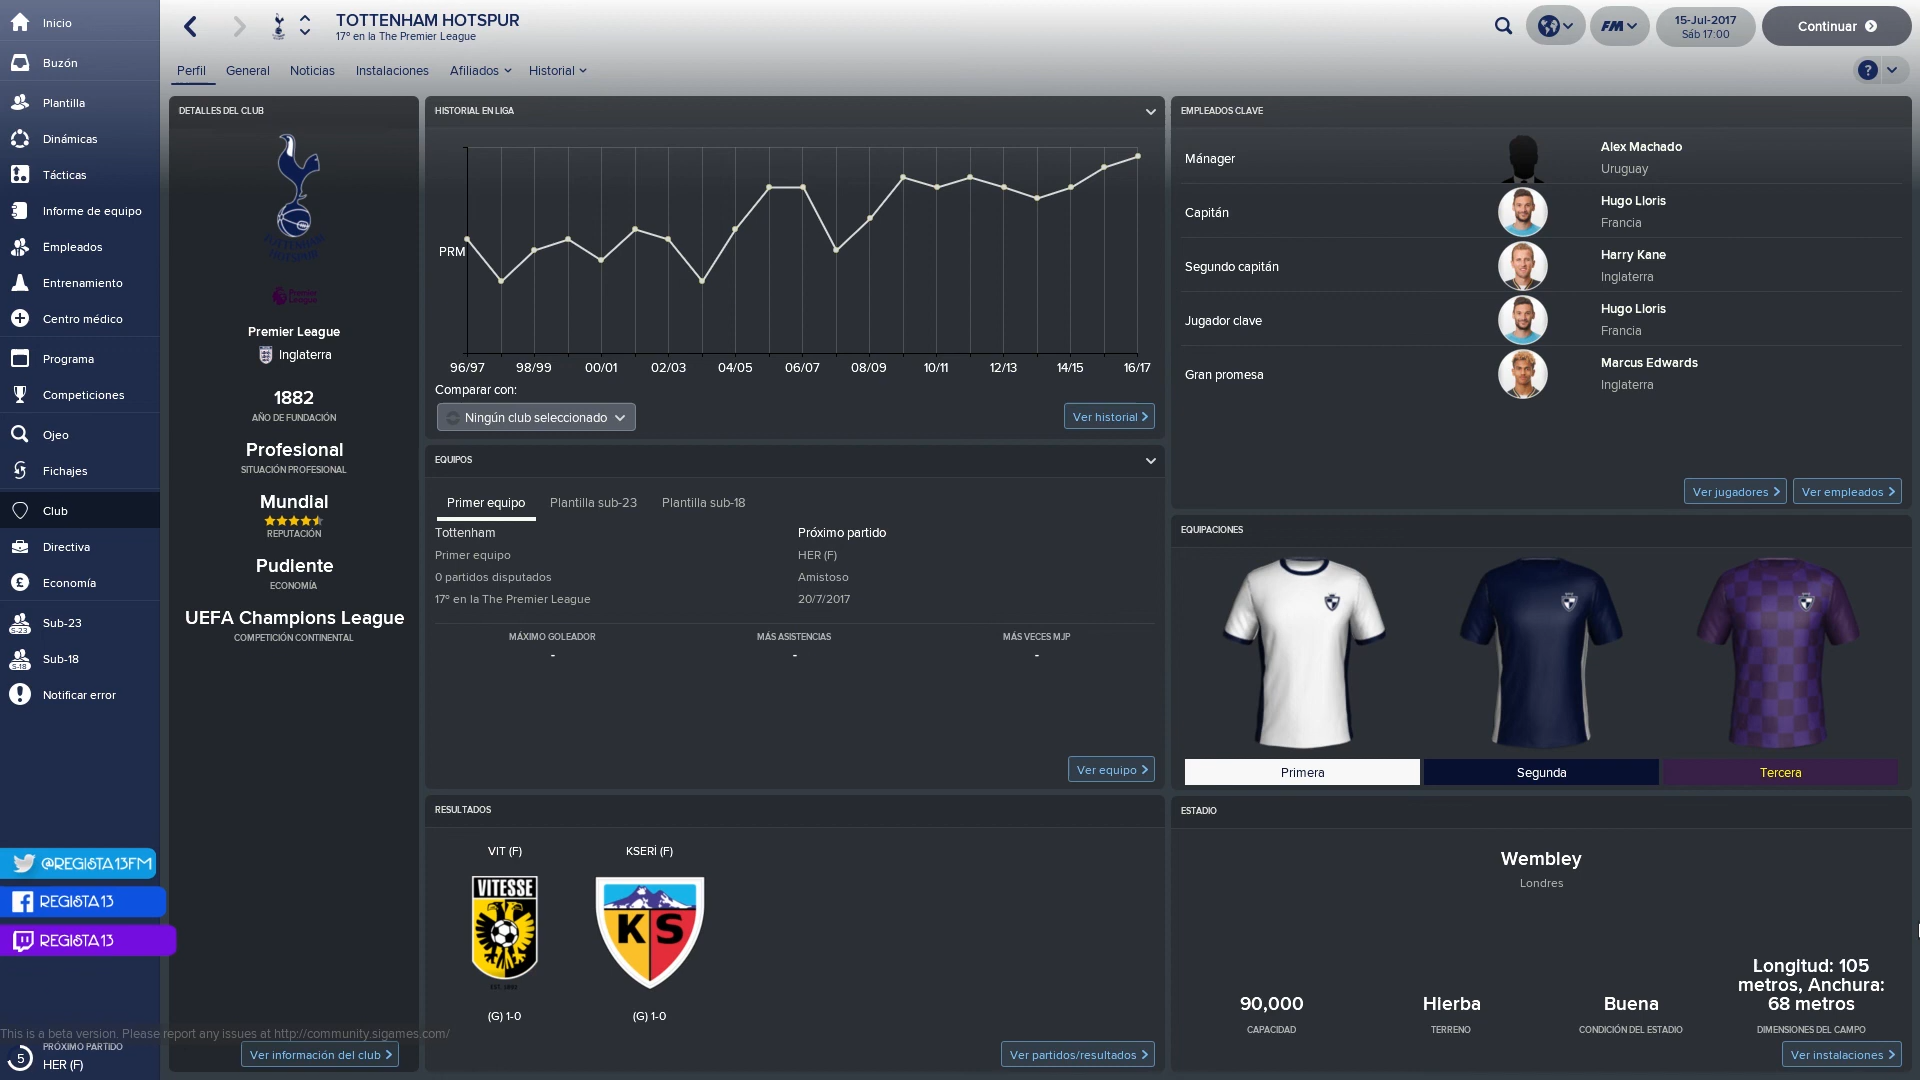 Inicio
Buzón
Plantilla
Dinámicas
Tácticas
Informe de equipo
Empleados
Entrenamiento
Centro médico
Programa
Competiciones
Ojeo
Fichajes
Club
Directiva
Economía
S-23
Sub-23
S-18
Sub-18
Notificar error
@REGISTA13FM
REGISTA13
REGISTA13
This is a beta version. Please report any issues at http://community.sigames.com/
PRÓXIMO PARTIDO
5
HER (F)
TOTTENHAM HOTSPUR
17º en la The Premier League
FM
15-Jul-2017
Sáb 17:00
Continuar
Perfil
General
Noticias
Instalaciones
Afiliados
Historial
?
DETALLES DEL CLUB
TOTTENHAM
HOTSPUR
Premier
League
Premier League
Inglaterra
1882
AÑO DE FUNDACIÓN
Profesional
SITUACIÓN PROFESIONAL
Mundial
REPUTACIÓN
Pudiente
ECONOMÍA
UEFA Champions League
COMPETICIÓN CONTINENTAL
Ver información del club
HISTORIAL EN LIGA
PRM
96/97 98/99 00/01 02/03 04/05 06/07 08/09 10/11 12/13 14/15 16/17
Comparar con:
Ningún club seleccionado
Ver historial
EQUIPOS
Primer equipo
Plantilla sub-23
Plantilla sub-18
Tottenham
Próximo partido
Primer equipo
HER (F)
0 partidos disputados
Amistoso
17º en la The Premier League
20/7/2017
MÁXIMO GOLEADOR
MÁS ASISTENCIAS
MÁS VECES MJP
-
-
-
Ver equipo
RESULTADOS
VIT (F)
KSERİ (F)
VITESSE
EST. 1892
KS
(G) 1-0
(G) 1-0
Ver partidos/resultados
EMPLEADOS CLAVE
Mánager
Alex Machado
Uruguay
Capitán
Hugo Lloris
Francia
Segundo capitán
Harry Kane
Inglaterra
Jugador clave
Hugo Lloris
Francia
Gran promesa
Marcus Edwards
Inglaterra
Ver jugadores
Ver empleados
EQUIPACIONES
Primera
Segunda
Tercera
ESTADIO
Wembley
Londres
90,000
CAPACIDAD
Hierba
TERRENO
Buena
CONDICIÓN DEL ESTADIO
Longitud: 105
metros, Anchura:
68 metros
DIMENSIONES DEL CAMPO
Ver instalaciones